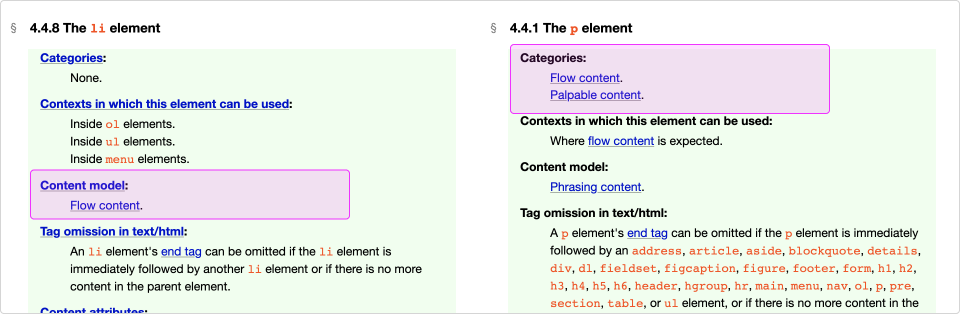 § 4.4.8 The li element
Categories:
None.
Contexts in which this element can be used:
Inside ol elements.
Inside ul elements.
Inside menu elements.
Content model:
Flow content.
Tag omission in text/html:
An li element's end tag can be omitted if the li element is
immediately followed by another li element or if there is no more
content in the parent element.
Content attributes:
§ 4.4.1 The p element
Categories:
Flow content.
Palpable content.
Contexts in which this element can be used:
Where flow content is expected.
Content model:
Phrasing content.
Tag omission in text/html:
A p element's end tag can be omitted if the p element is immediately
followed by an address, article, aside, blockquote, details,
div, dl, fieldset, figcaption, figure, footer, form, h1, h2,
h3, h4, h5, h6, header, hgroup, hr, main, menu, nav, ol, p, pre,
section, table, or ul element, or if there is no more content in the